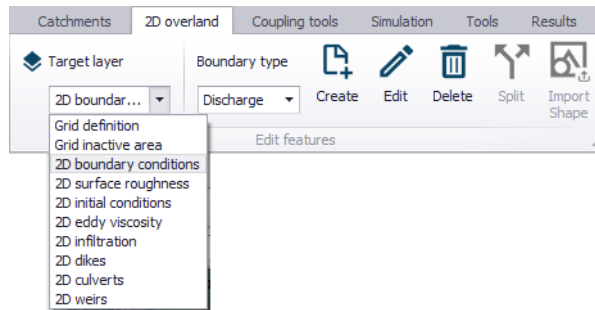 Catchments 2D overland Coupling tools Simulation Tools Results
Target layer
2D boundar...
Boundary type
Discharge
Create Edit Delete Split Import Shape
Edit features
Grid definition
Grid inactive area
2D boundary conditions
2D surface roughness
2D initial conditions
2D eddy viscosity
2D infiltration
2D dikes
2D culverts
2D weirs